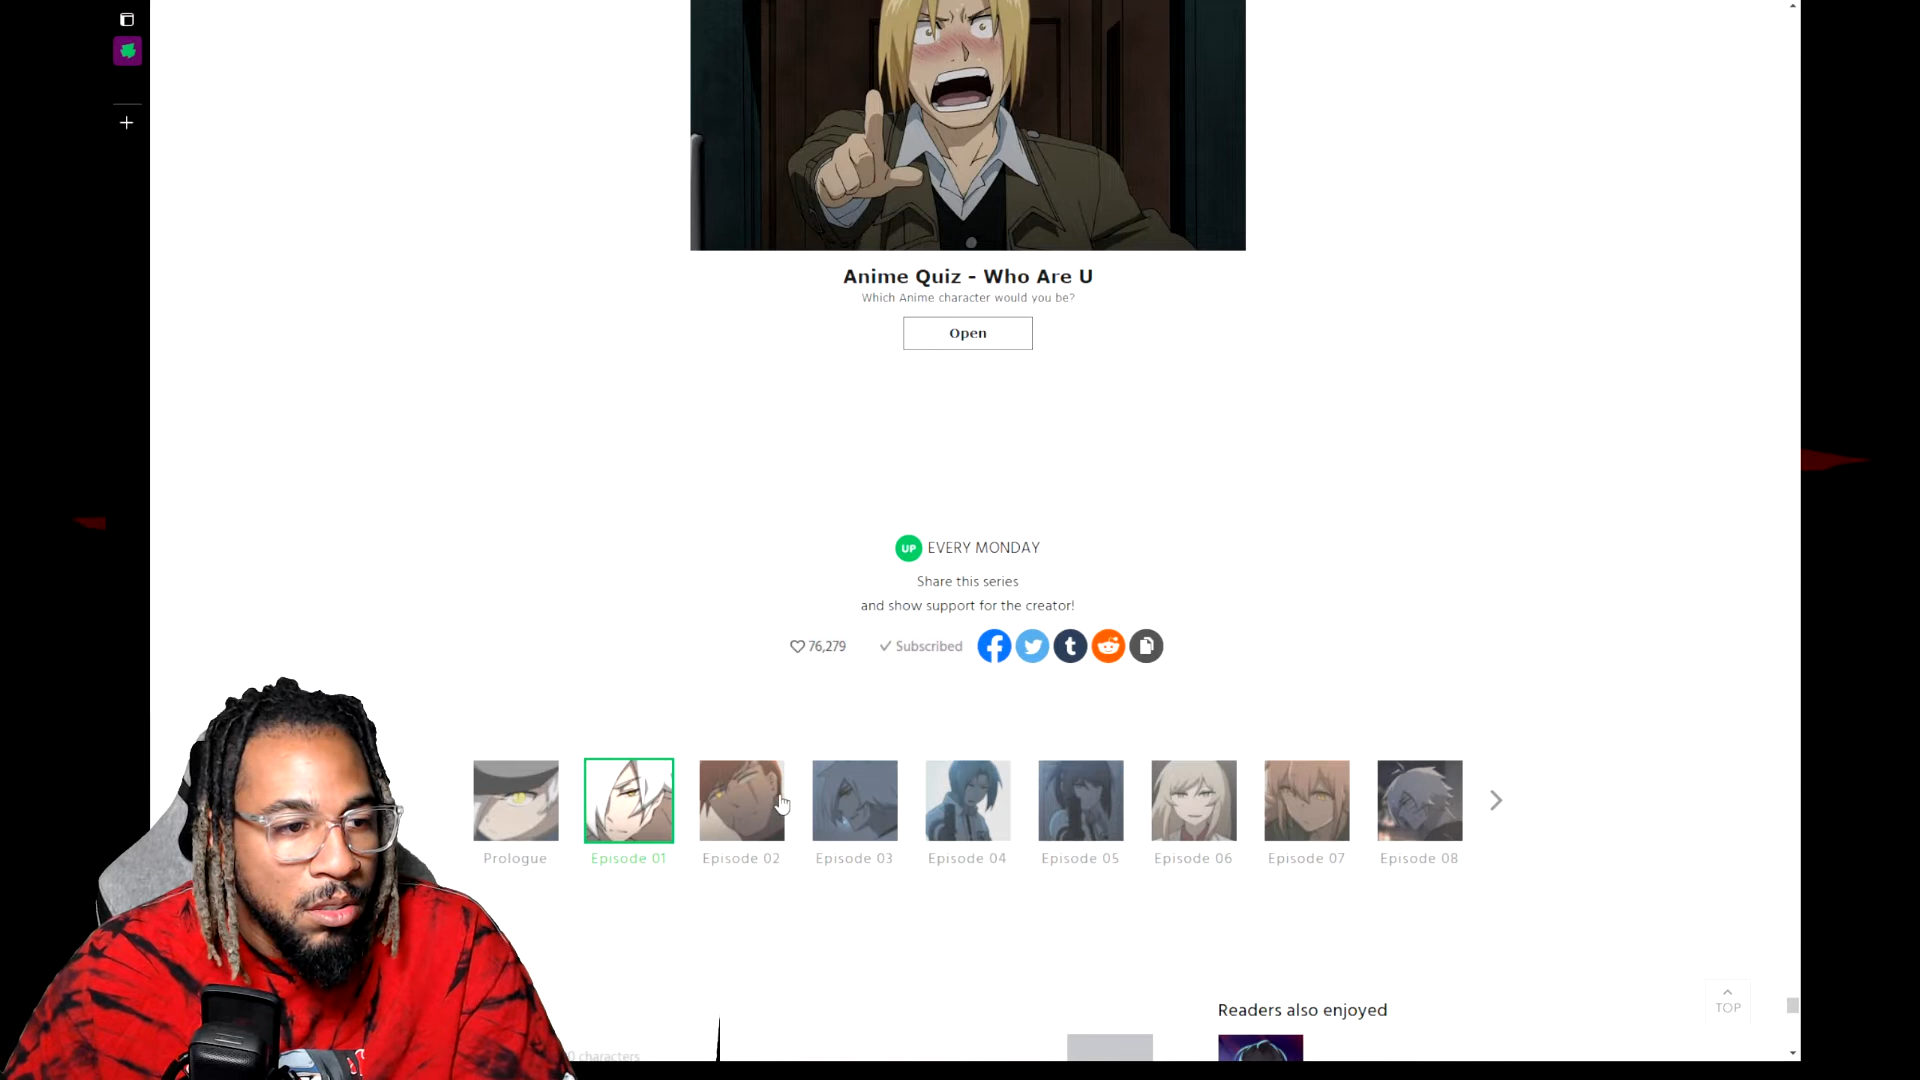 Anime Quiz - Who Are U
Which Anime character would you be?
Open
UP EVERY MONDAY
Share this series
and show support for the creator!
76,279 Subscribed
Prologue Episode 01 Episode 02 Episode 03 Episode 04 Episode 05 Episode 06 Episode 07 Episode 08
Readers also enjoyed
TOP
characters